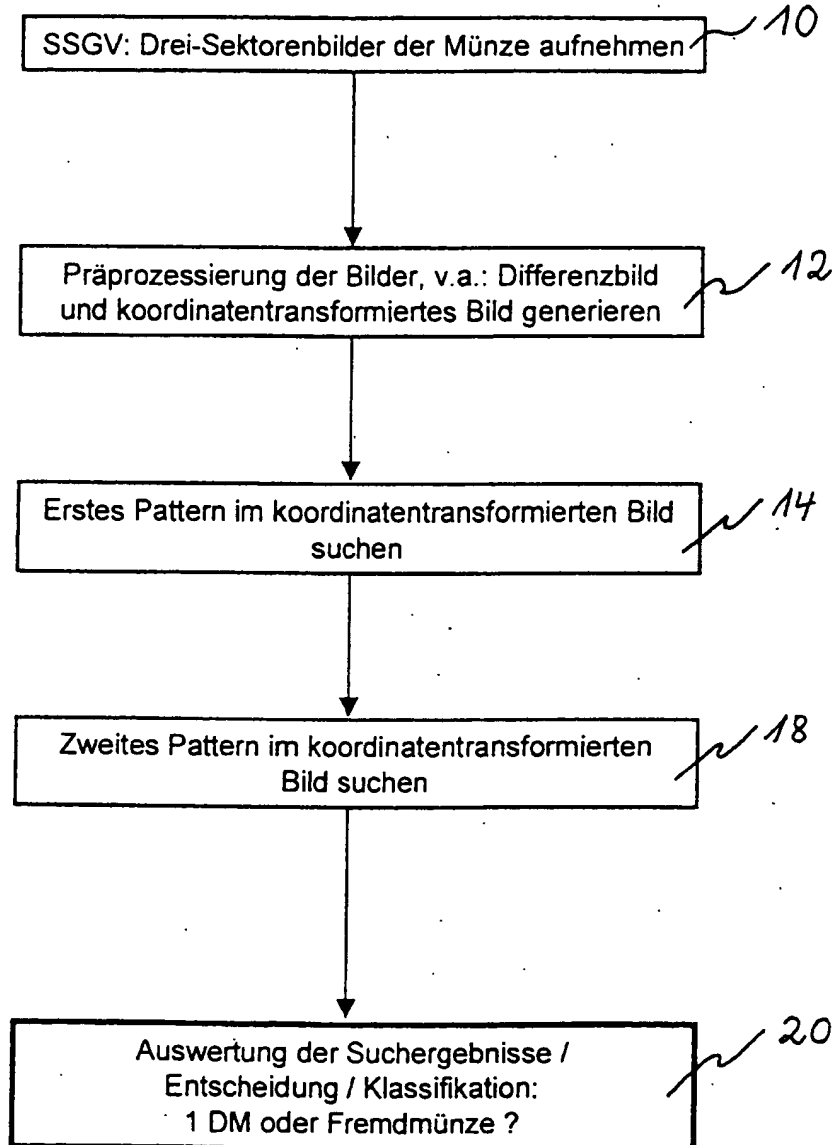 SSGV: Drei-Sektorenbilder der Münze aufnehmen
10
Präprozessierung der Bilder, v.a.: Differenzbild
und koordinatentransformiertes Bild generieren
12
Erstes Pattern im koordinatentransformierten Bild
suchen
14
Zweites Pattern im koordinatentransformierten
Bild suchen
18
Auswertung der Suchergebnisse /
Entscheidung / Klassifikation:
1 DM oder Fremdmünze ?
20